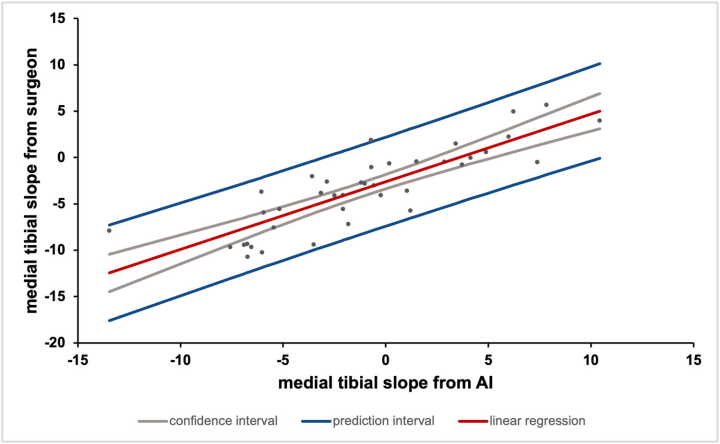 15
10
5
0
-5
-10
-15
-20
medial tibial slope from surgeon
-15 -10 -5 0 5 10 15
medial tibial slope from AI
confidence interval prediction interval linear regression